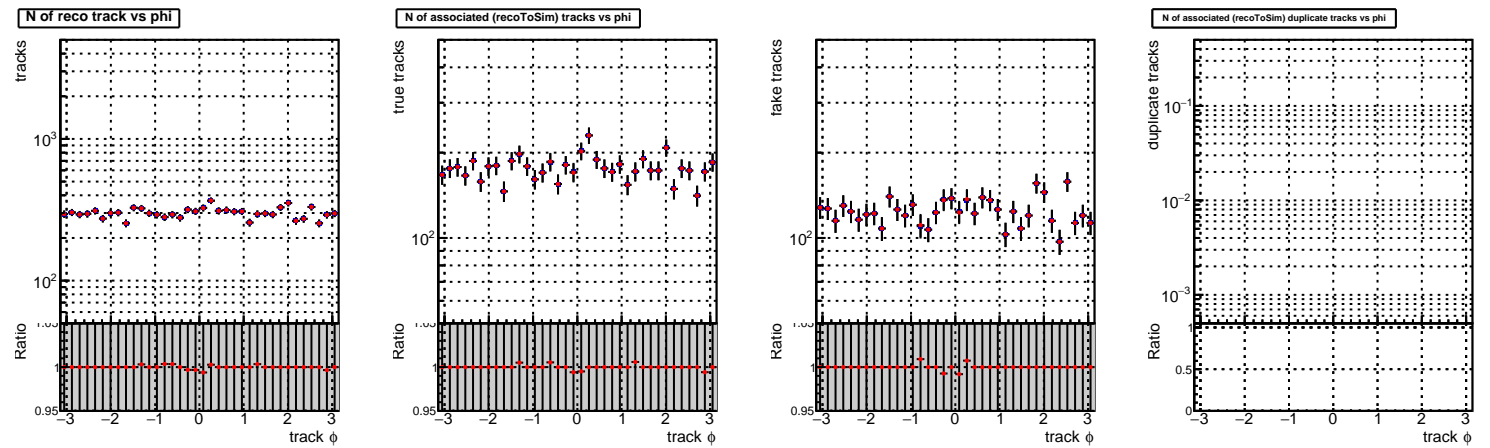 N of reco track vs phi
tracks
10³
10²
Ratio
1
0.95
−3 −2 −1 0 1 2 3
track ϕ
N of associated (recoToSim) tracks vs phi
true tracks
10²
Ratio
1
0.95
−3 −2 −1 0 1 2 3
track ϕ
fake tracks
10²
Ratio
1
0.95
−3 −2 −1 0 1 2 3
track ϕ
N of associated (recoToSim) duplicate tracks vs phi
duplicate tracks
10⁻¹
10⁻²
10⁻³
Ratio
1
0.5
0
−3 −2 −1 0 1 2 3
track ϕ